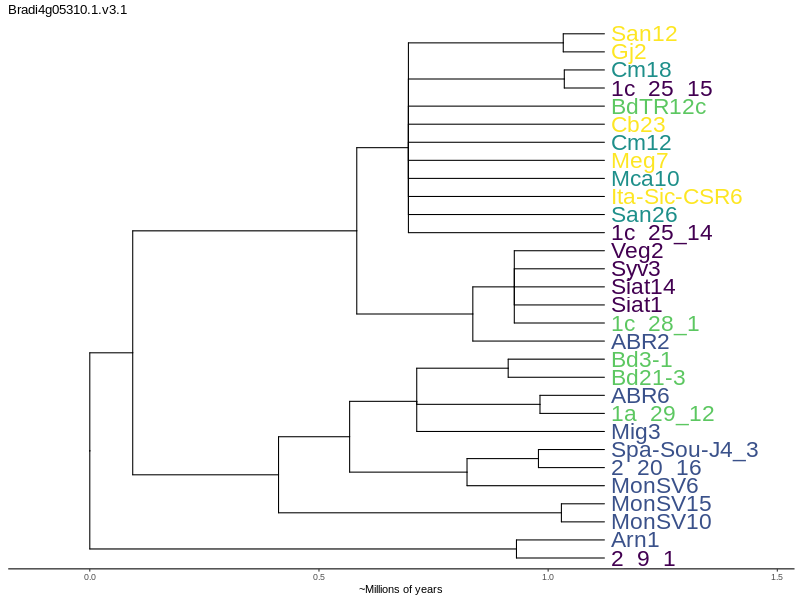 Bradi4g05310.1.v3.1
San12
Gj2
Cm18
1c_25_15
BdTR12c
Cb23
Cm12
Meg7
Mca10
Ita-Sic-CSR6
San26
1c_25_14
Veg2
Syv3
Siat14
Siat1
1c_28_1
ABR2
Bd3-1
Bd21-3
ABR6
1a_29_12
Mig3
Spa-Sou-J4_3
2_20_16
MonSV6
MonSV15
MonSV10
Arn1
2_9_1
0.0 0.5 1.0 1.5
~Millions of years